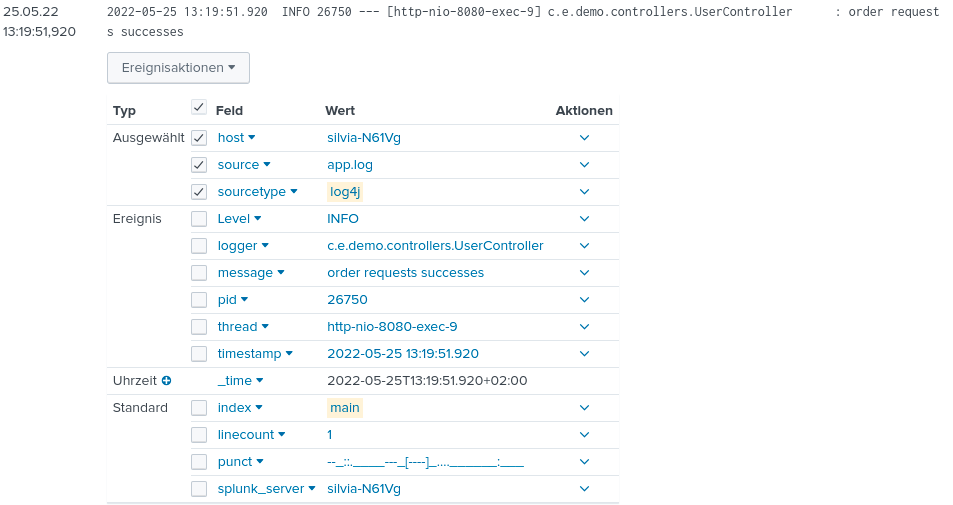 25.05.22 2022-05-25 13:19:51.920  INFO 26750 --- [http-nio-8080-exec-9] c.e.demo.controllers.UserController      : order request
13:19:51,920 s successes
Ereignisaktionen
Typ Feld Wert Aktionen
Ausgewählt host silvia-N61Vg
source app.log
sourcetype log4j
Ereignis Level INFO
logger c.e.demo.controllers.UserController
message order requests successes
pid 26750
thread http-nio-8080-exec-9
timestamp 2022-05-25 13:19:51.920
Uhrzeit _time 2022-05-25T13:19:51.920+02:00
Standard index main
linecount 1
punct --_::._____---_[----]_....________:____
splunk_server silvia-N61Vg